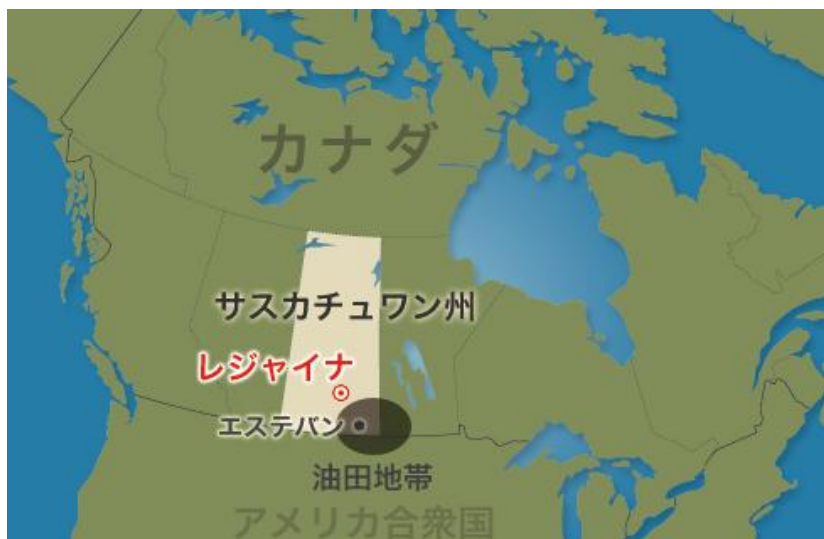 カナダ
サスカチュワン州
レジャイナ
エステバン
油田地帯
アメリカ合衆国